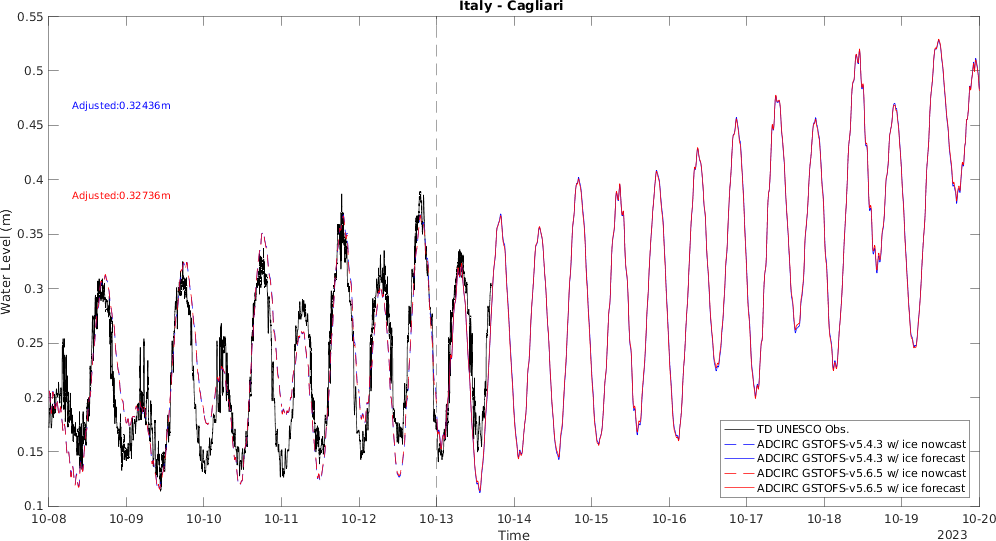 Italy - Cagliari
0.55
0.5
0.45
0.4
0.35
0.3
0.25
0.2
0.15
0.1
Water Level (m)
Adjusted:0.32436m
Adjusted:0.32736m
TD UNESCO Obs.
ADCIRC GSTOFS-v5.4.3 w/ ice nowcast
ADCIRC GSTOFS-v5.4.3 w/ ice forecast
ADCIRC GSTOFS-v5.6.5 w/ ice nowcast
ADCIRC GSTOFS-v5.6.5 w/ ice forecast
10-08 10-09 10-10 10-11 10-12 10-13 10-14 10-15 10-16 10-17 10-18 10-19 10-20
Time
2023